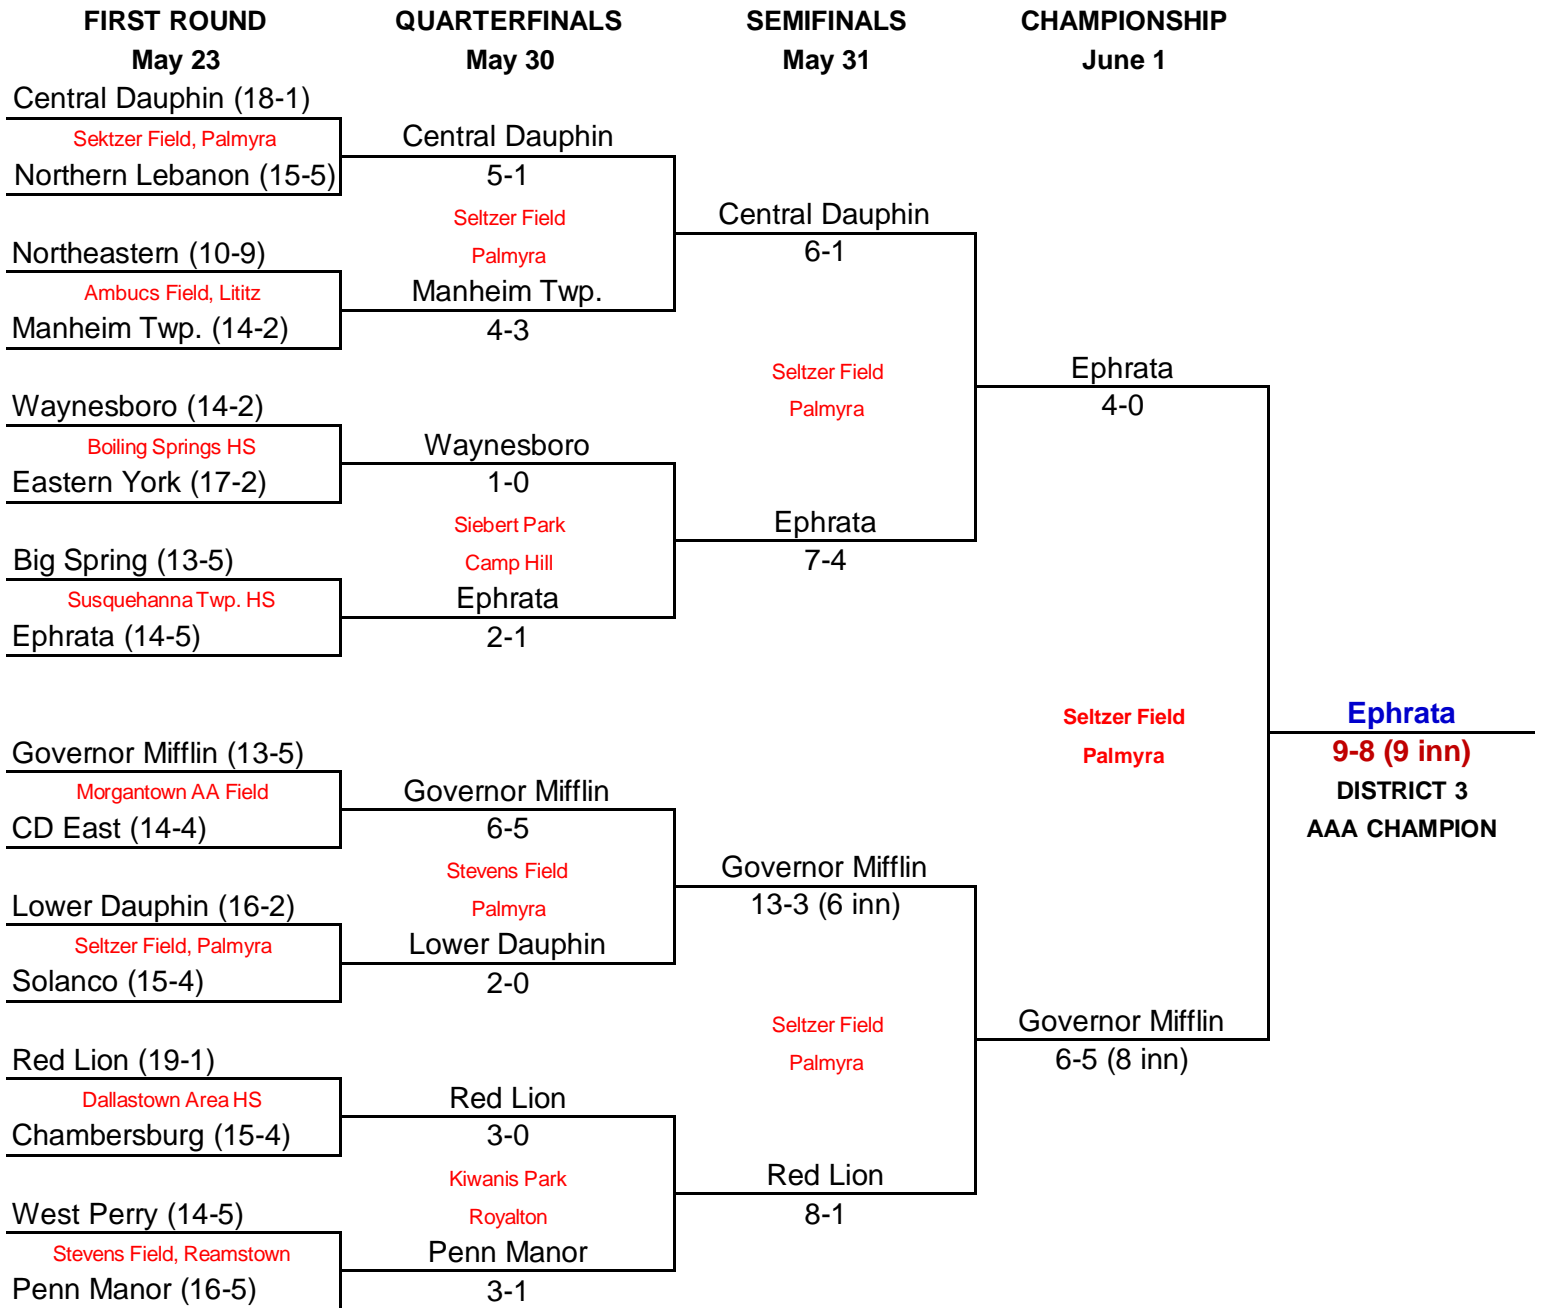 FIRST ROUND QUARTERFINALS SEMIFINALS CHAMPIONSHIP
May 23 May 30 May 31 June 1
Central Dauphin (18-1)
Sektzer Field, Palmyra
Northern Lebanon (15-5)
Northeastern (10-9)
Ambucs Field, Lititz
Manheim Twp. (14-2)
Waynesboro (14-2)
Boiling Springs HS
Eastern York (17-2)
Big Spring (13-5)
Susquehanna Twp. HS
Ephrata (14-5)
Governor Mifflin (13-5)
Morgantown AA Field
CD East (14-4)
Lower Dauphin (16-2)
Seltzer Field, Palmyra
Solanco (15-4)
Red Lion (19-1)
Dallastown Area HS
Chambersburg (15-4)
West Perry (14-5)
Stevens Field, Reamstown
Penn Manor (16-5)
Central Dauphin
5-1
Seltzer Field
Palmyra
Manheim Twp.
4-3
Waynesboro
1-0
Siebert Park
Camp Hill
Ephrata
2-1
Governor Mifflin
6-5
Stevens Field
Palmyra
Lower Dauphin
2-0
Red Lion
3-0
Kiwanis Park
Royalton
Penn Manor
3-1
Central Dauphin
6-1
Seltzer Field
Palmyra
Ephrata
7-4
Governor Mifflin
13-3 (6 inn)
Seltzer Field
Palmyra
Red Lion
8-1
Ephrata
4-0
Seltzer Field
Palmyra
Governor Mifflin
6-5 (8 inn)
Ephrata
9-8 (9 inn)
DISTRICT 3
AAA CHAMPION